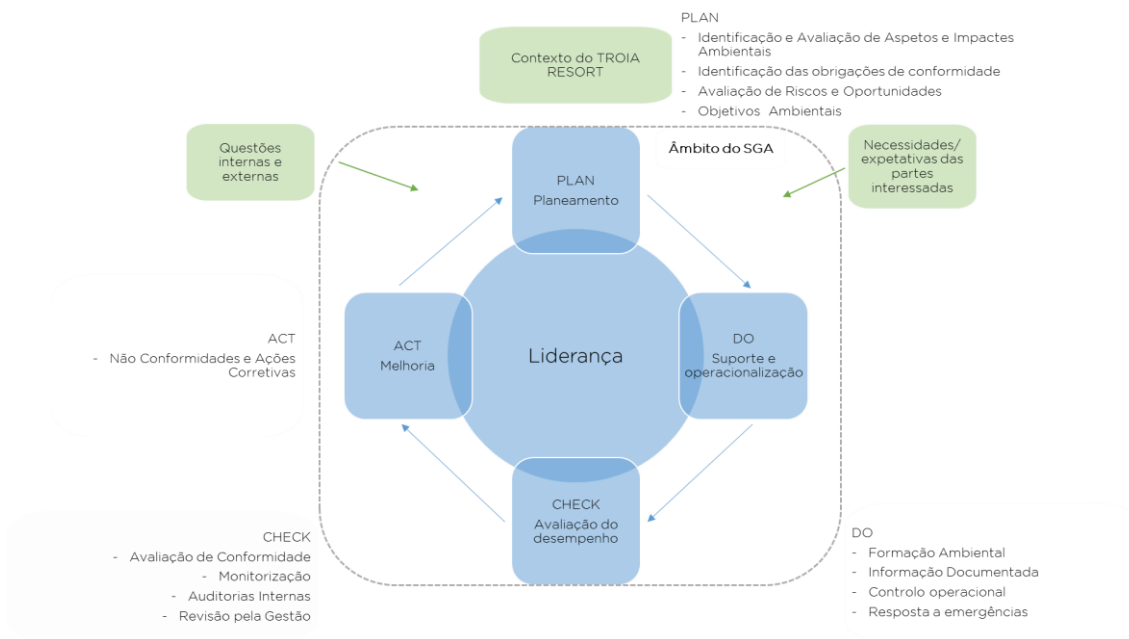 PLAN
- Identificação e Avaliação de Aspetos e Impactes
Ambientais
- Identificação das obrigações de conformidade
- Avaliação de Riscos e Oportunidades
- Objetivos Ambientais
Contexto do TROIA
RESORT
Questões
internas e
externas
Âmbito do SGA
Necessidades/
expetativas das
partes
interessadas
PLAN
Planeamento
ACT
- Não Conformidades e Ações
Corretivas
ACT
Melhoria
Liderança
DO
Suporte e
operacionalização
CHECK
Avaliação do
desempenho
CHECK
- Avaliação de Conformidade
- Monitorização
- Auditorias Internas
- Revisão pela Gestão
DO
- Formação Ambiental
- Informação Documentada
- Controlo operacional
- Resposta a emergências